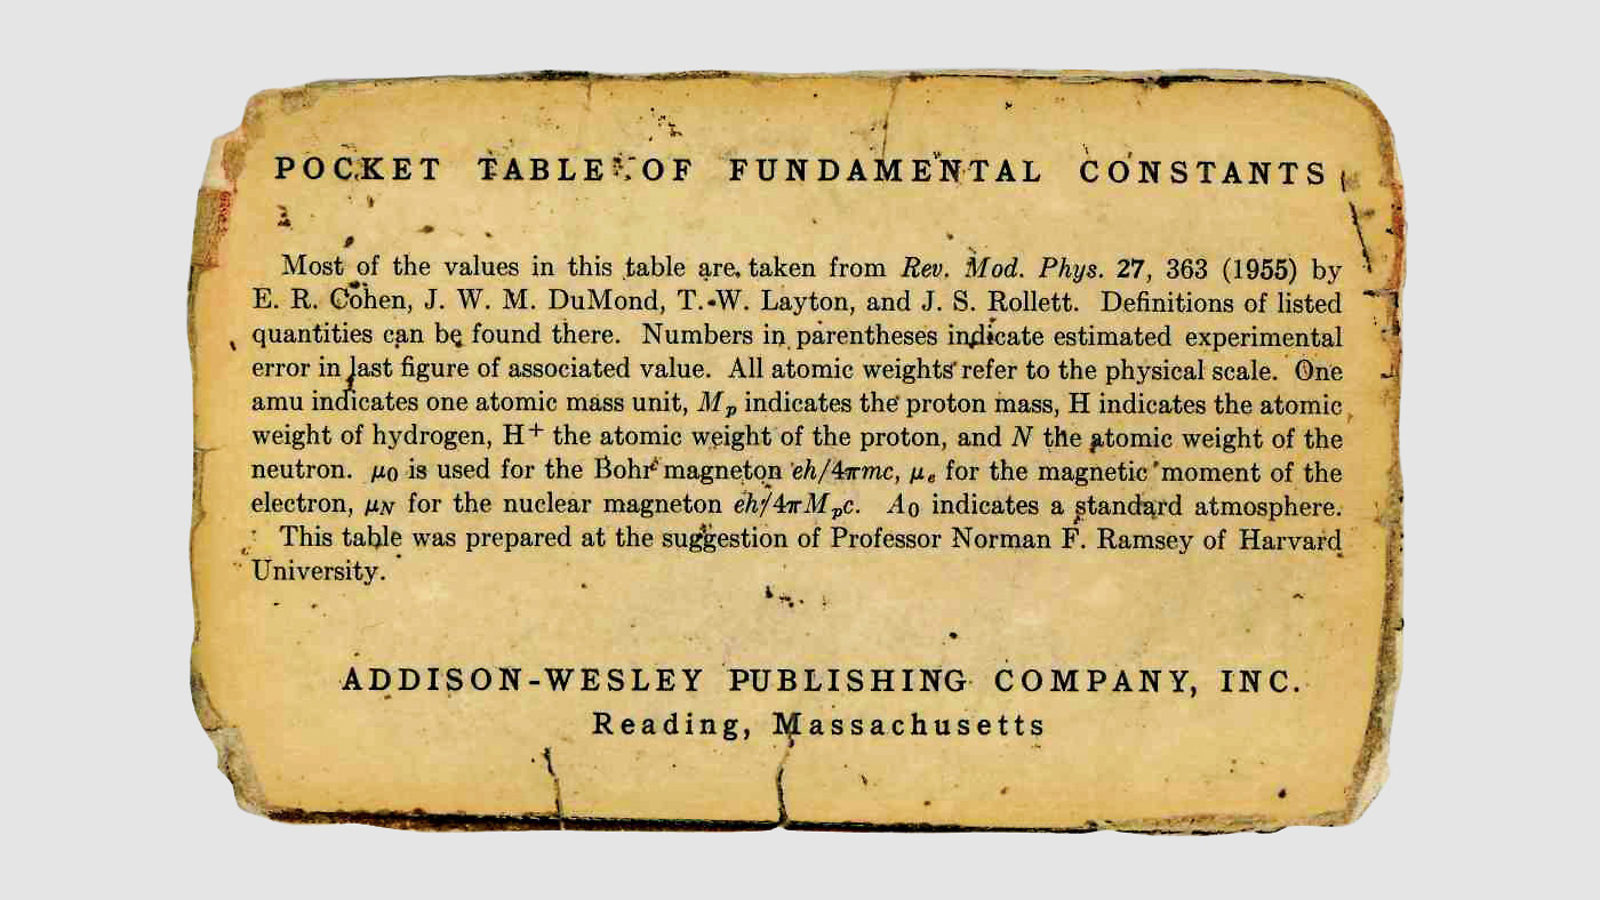 POCKET TABLE OF FUNDAMENTAL CONSTANTS
Most of the values in this table are taken from Rev. Mod. Phys. 27, 363 (1955) by
E. R. Cohen, J. W. M. DuMond, T. W. Layton, and J. S. Rollett. Definitions of listed
quantities can be found there. Numbers in parentheses indicate estimated experimental
error in last figure of associated value. All atomic weights refer to the physical scale. One
amu indicates one atomic mass unit, Mₚ indicates the proton mass, H indicates the atomic
weight of hydrogen, H⁺ the atomic weight of the proton, and N the atomic weight of the
neutron. μ₀ is used for the Bohr magneton eh/4πmc, μₑ for the magnetic moment of the
electron, μN for the nuclear magneton eh/4πMₚc. A₀ indicates a standard atmosphere.
This table was prepared at the suggestion of Professor Norman F. Ramsey of Harvard
University.
ADDISON-WESLEY PUBLISHING COMPANY, INC.
Reading, Massachusetts